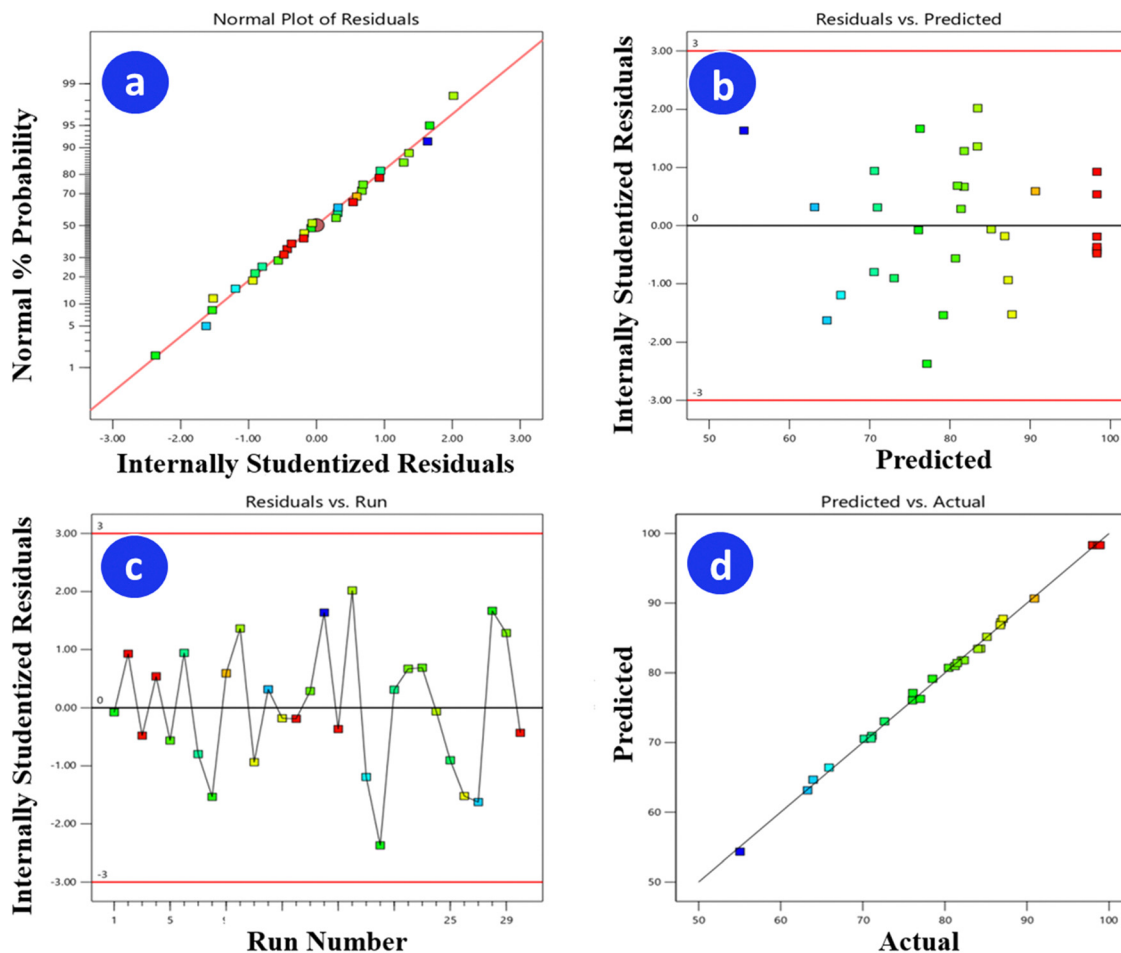 Normal Plot of Residuals
a
Normal % Probability
99
95
90
80
70
50
30
20
10
5
1
-3.00 -2.00 -1.00 0.00 1.00 2.00 3.00
Internally Studentized Residuals
Residuals vs. Predicted
b
Internally Studentized Residuals
3.00
3
2.00
1.00
0
0.00
-1.00
-2.00
-3
-3.00
50 60 70 80 90 100
Predicted
Residuals vs. Run
c
Internally Studentized Residuals
3.00
3
2.00
1.00
0
0.00
-1.00
-2.00
-3
-3.00
1 5 25 29
Run Number
Predicted vs. Actual
d
Predicted
100
90
80
70
60
50
50 60 70 80 90 100
Actual